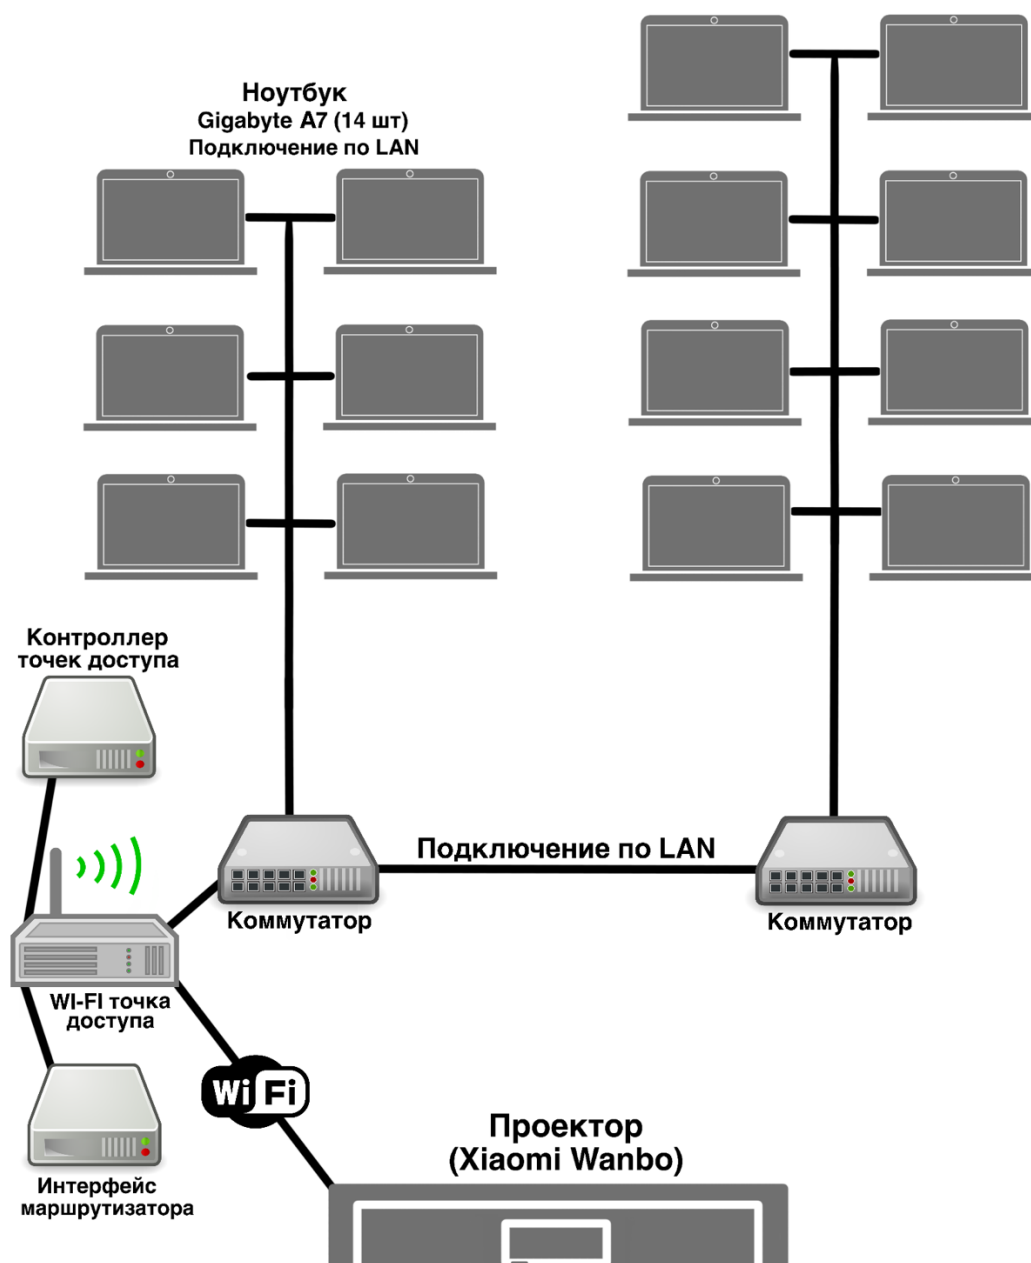 Ноутбук
Gigabyte A7 (14 шт)
Подключение по LAN
Контроллер
точек доступа
Подключение по LAN
Коммутатор
Коммутатор
WI-FI точка
доступа
Wi Fi
Проектор
(Xiaomi Wanbo)
Интерфейс
маршрутизатора